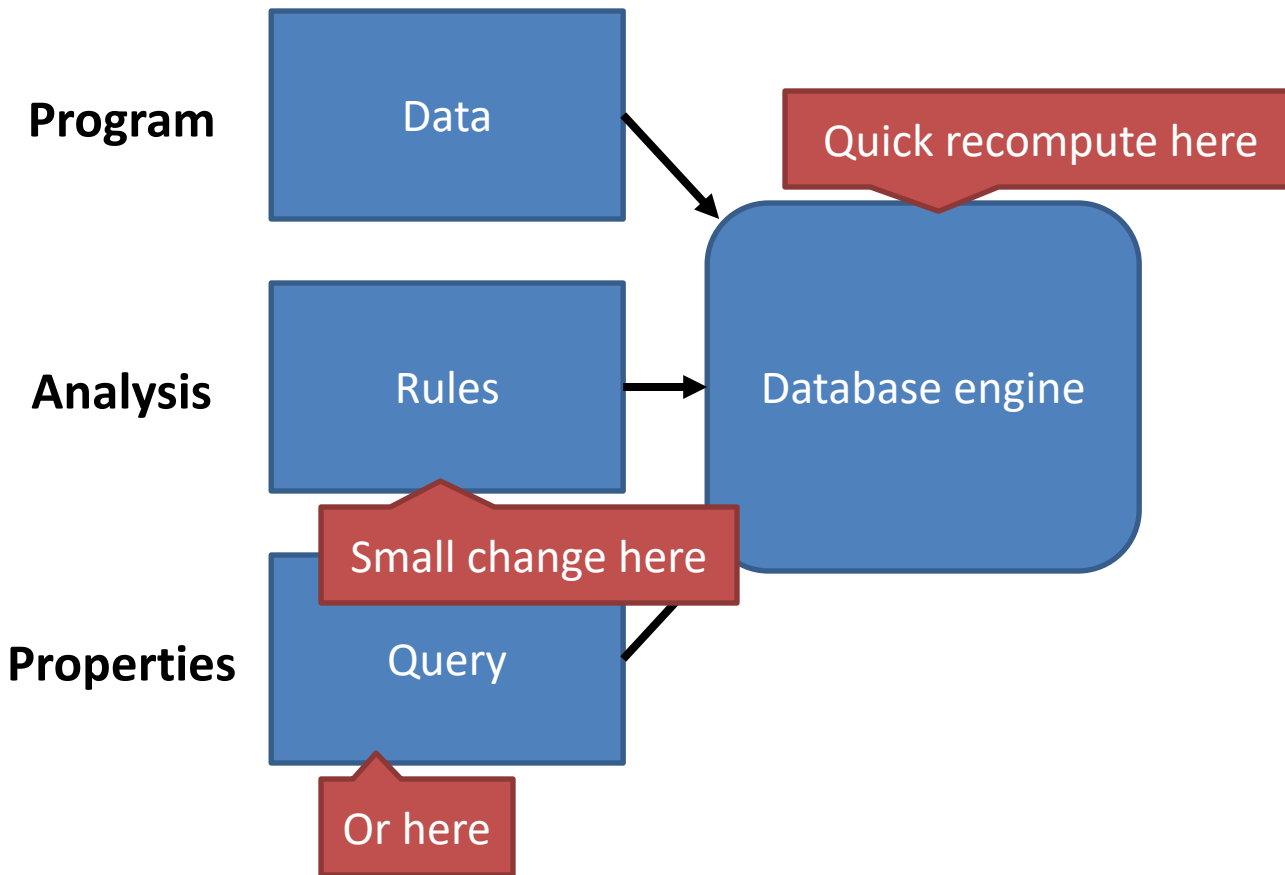 Program
Data
Quick recompute here
Analysis
Rules
Database engine
Small change here
Properties
Query
Or here